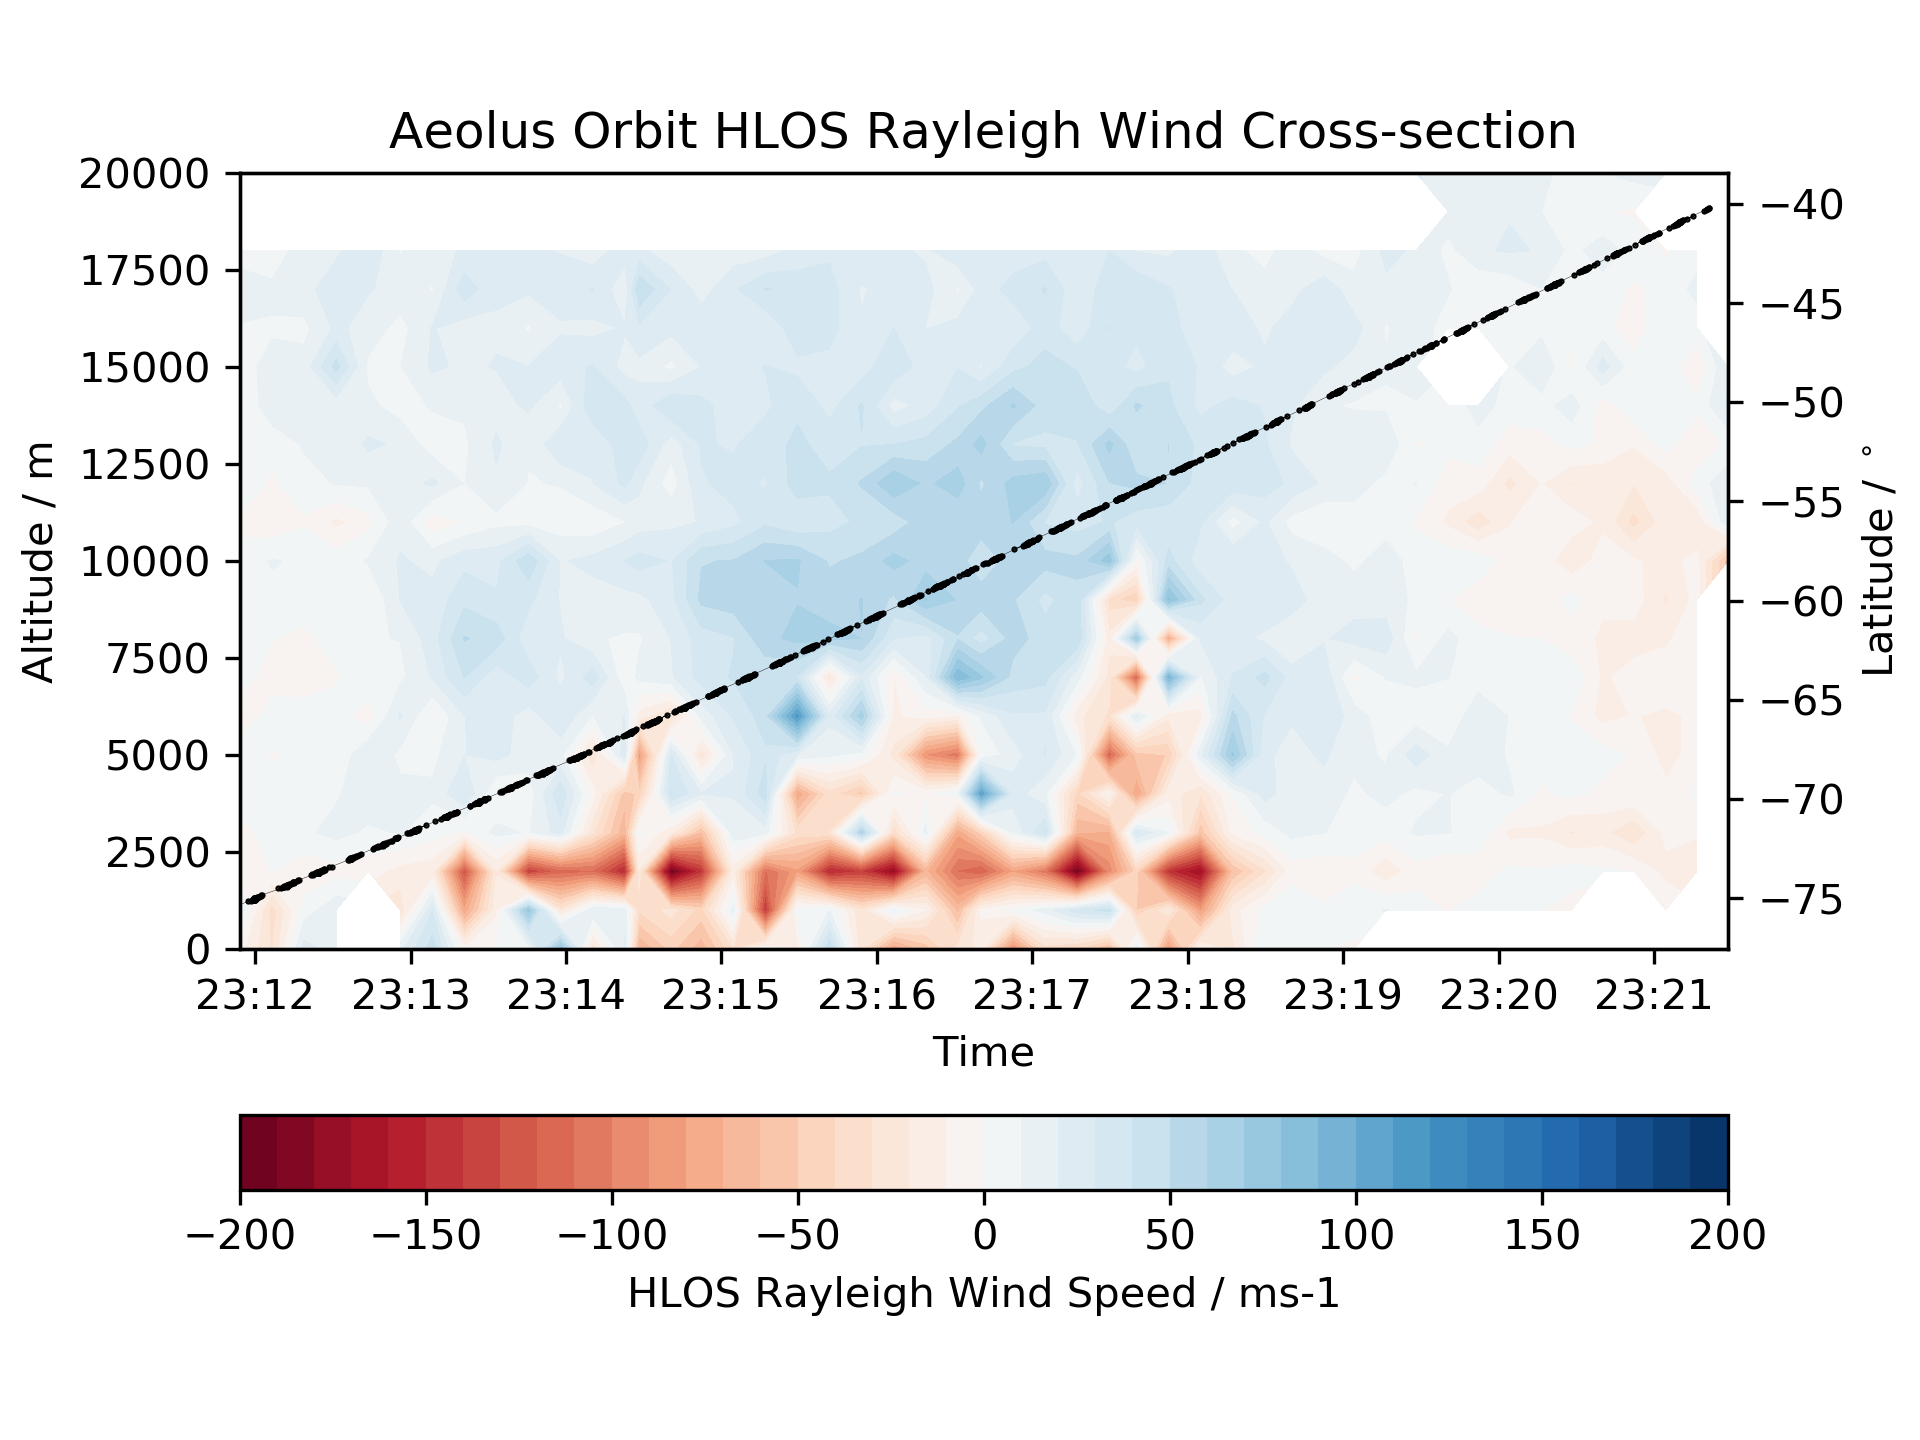 Aeolus Orbit HLOS Rayleigh Wind Cross-section
20000
17500
15000
12500
10000
7500
5000
2500
0
Altitude / m
−40
−45
−50
−55
−60
−65
−70
−75
Latitude / °
23:12 23:13 23:14 23:15 23:16 23:17 23:18 23:19 23:20 23:21
Time
−200 −150 −100 −50 0 50 100 150 200
HLOS Rayleigh Wind Speed / ms-1